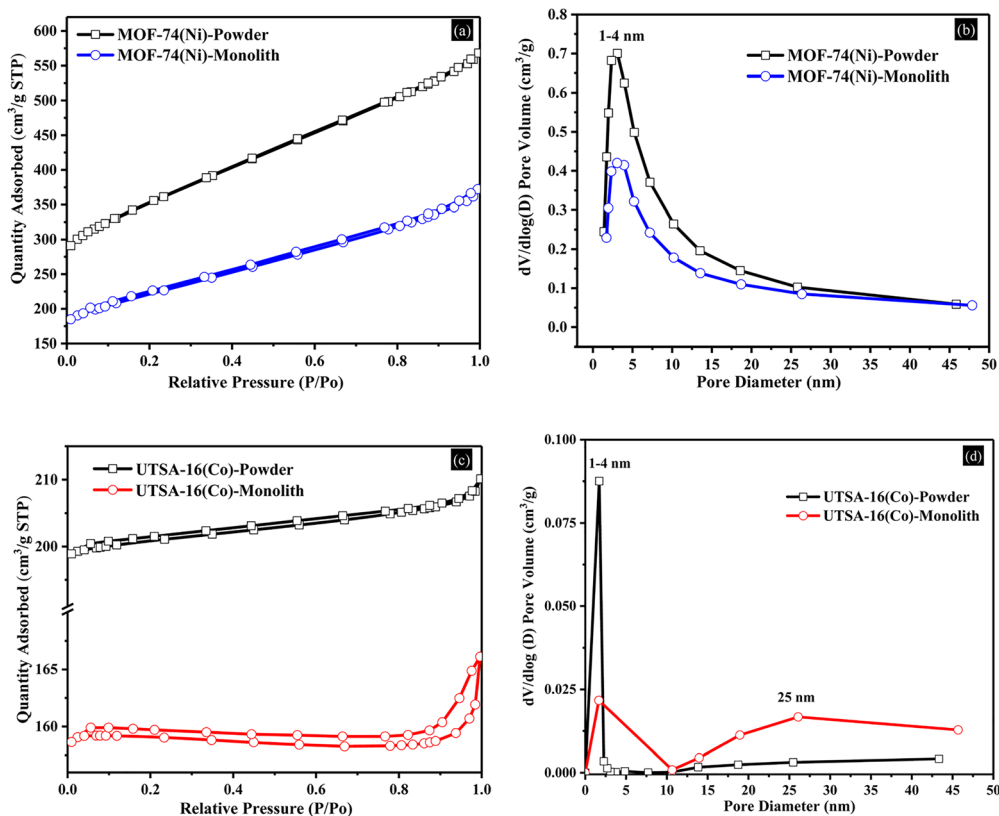 (a)
MOF-74(Ni)-Powder
MOF-74(Ni)-Monolith
600
550
500
450
400
350
300
250
200
150
0.0 0.2 0.4 0.6 0.8 1.0
Quantity Adsorbed (cm³/g STP)
Relative Pressure (P/Po)
(b)
1-4 nm
MOF-74(Ni)-Powder
MOF-74(Ni)-Monolith
0.8
0.7
0.6
0.5
0.4
0.3
0.2
0.1
0.0
0 5 10 15 20 25 30 35 40 45 50
dV/dlog(D) Pore Volume (cm³/g)
Pore Diameter (nm)
(c)
UTSA-16(Co)-Powder
UTSA-16(Co)-Monolith
210
200
165
160
0.0 0.2 0.4 0.6 0.8 1.0
Quantity Adsorbed (cm³/g STP)
Relative Pressure (P/Po)
(d)
1-4 nm
UTSA-16(Co)-Powder
UTSA-16(Co)-Monolith
25 nm
0.100
0.075
0.050
0.025
0.000
0 5 10 15 20 25 30 35 40 45 50
dV/dlog (D) Pore Volume (cm³/g)
Pore Diameter (nm)